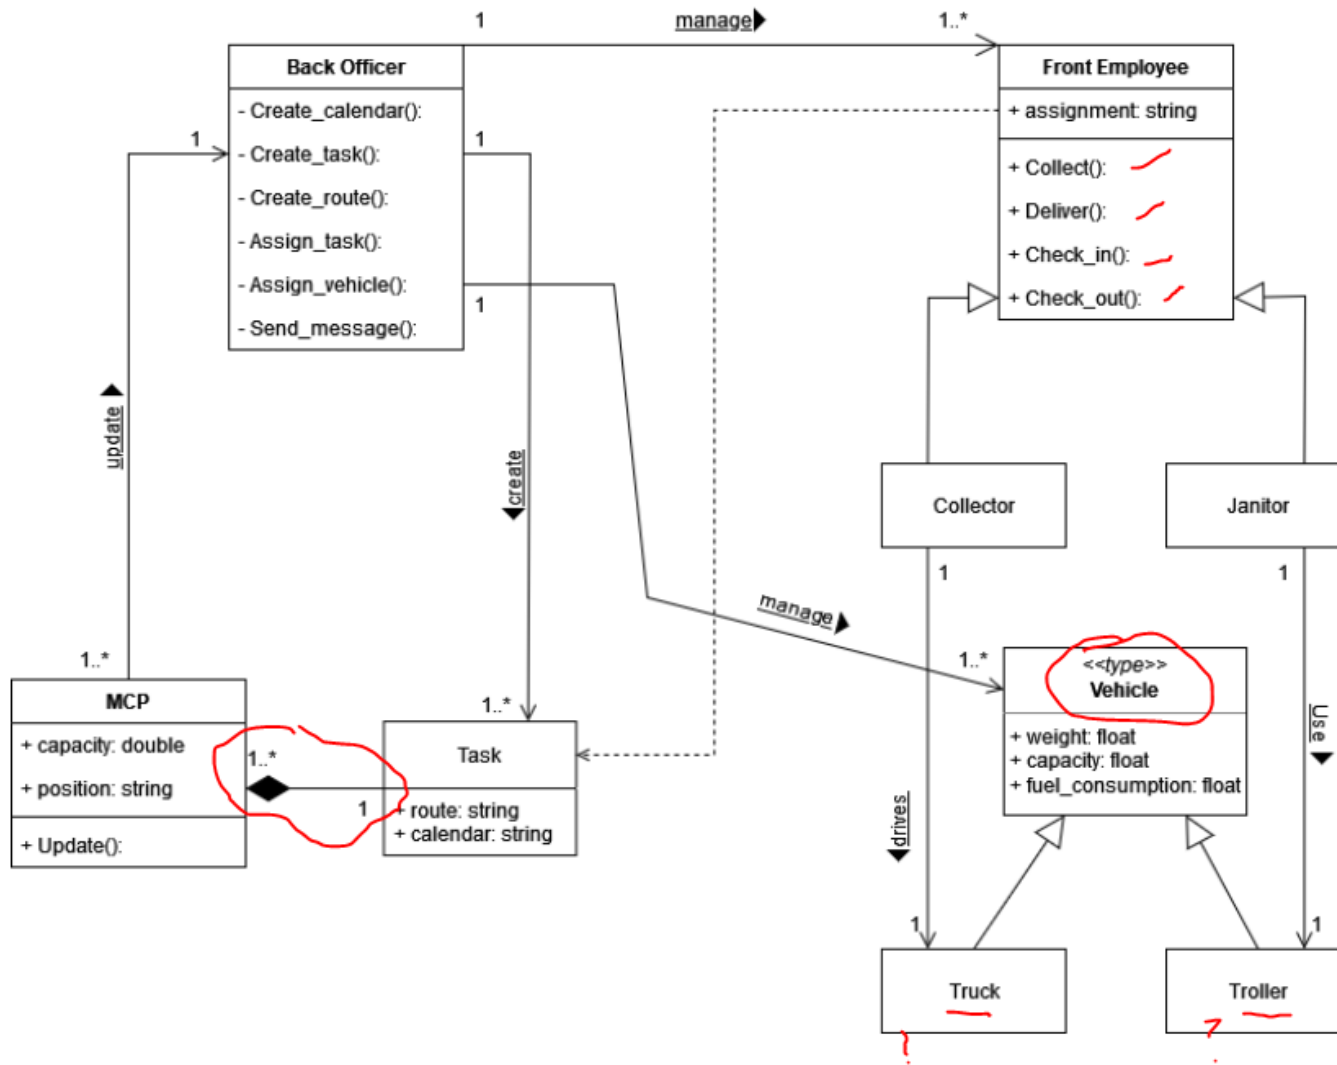 1 manage 1..*
Back Officer
- Create_calendar():
- Create_task():
- Create_route():
- Assign_task():
- Assign_vehicle():
- Send_message():
Front Employee
+ assignment: string
+ Collect():
+ Deliver():
+ Check_in():
+ Check_out():
1
1
1
update
create
manage
1..*
1..*
1..*
Collector
1
Janitor
1
MCP
+ capacity: double
+ position: string
+ Update():
1..*
1
Task
+ route: string
+ calendar: string
<<type>>
Vehicle
+ weight: float
+ capacity: float
+ fuel_consumption: float
drives
Use
1
1
Truck
Troller
?